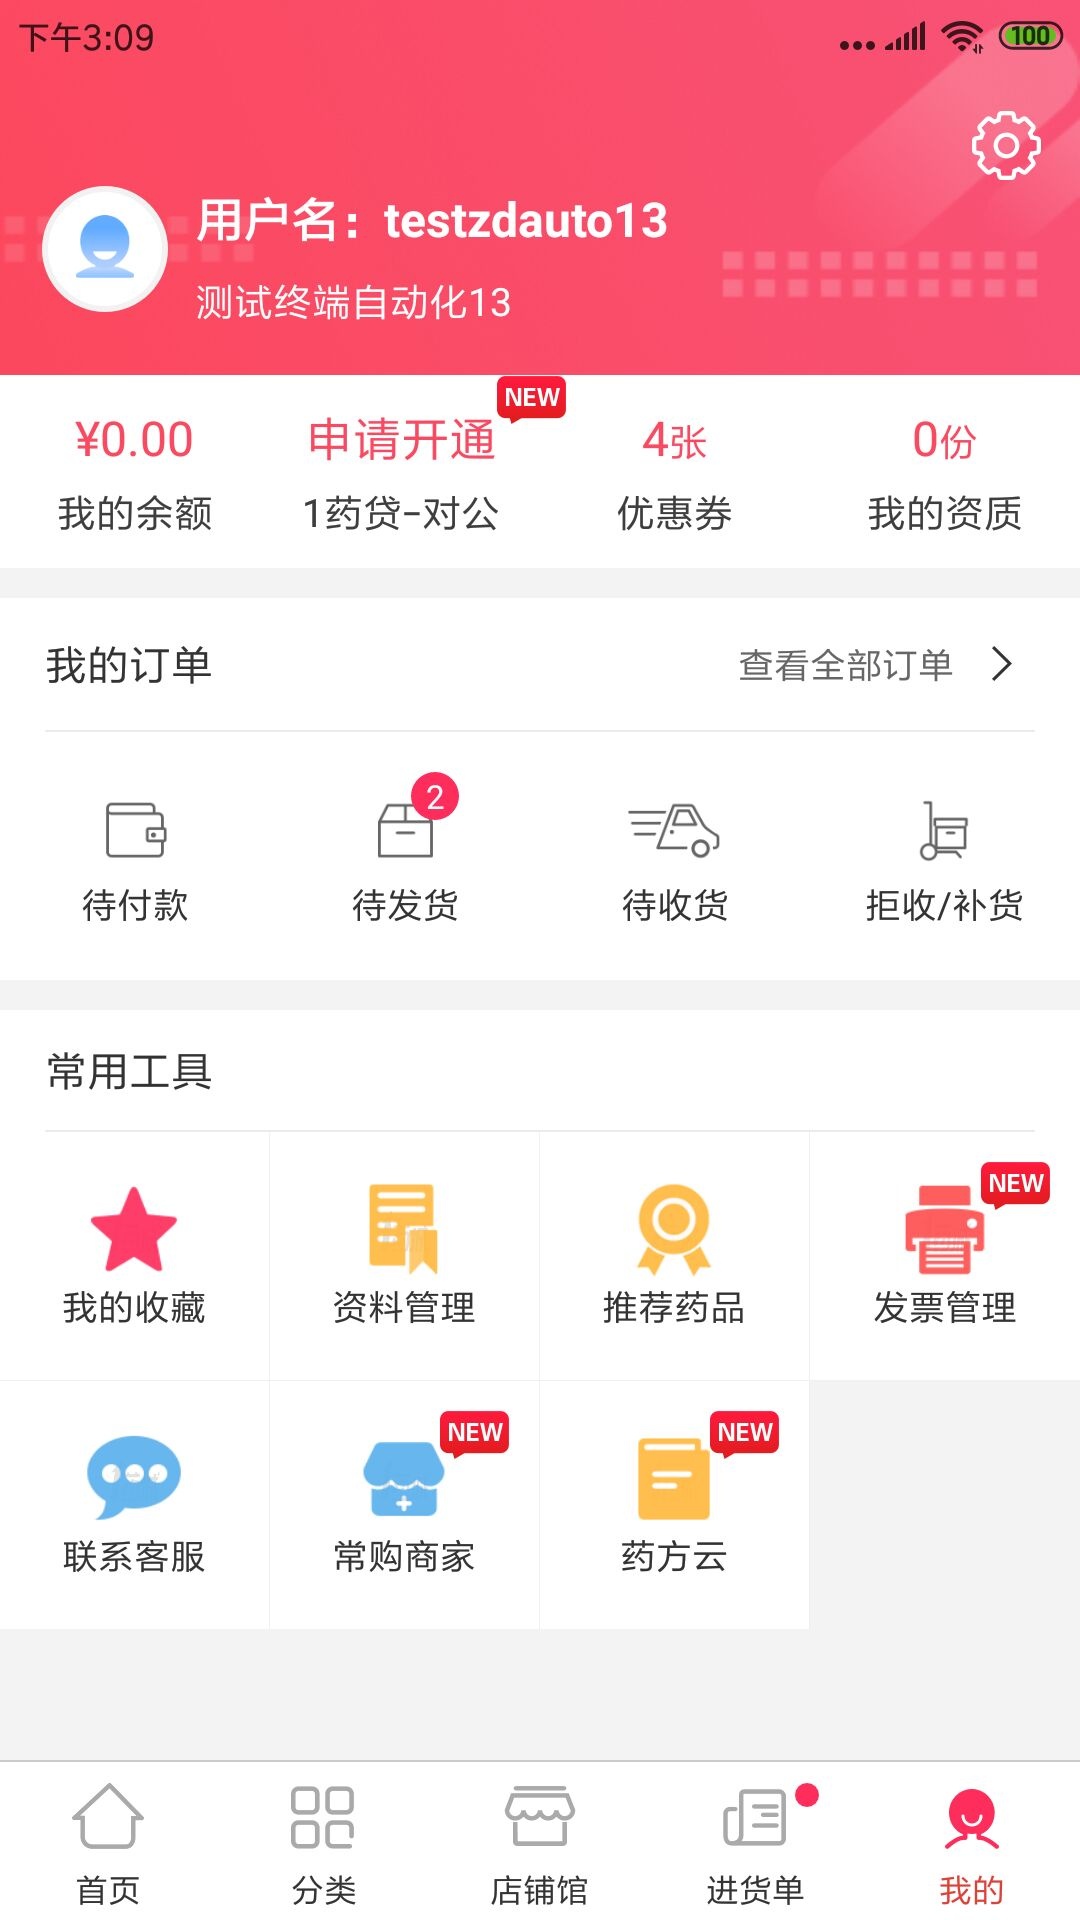 下午3:09
100
用户名：testzdauto13
测试终端自动化13
NEW
¥0.00 申请开通 4张 0份
我的余额 1药贷-对公 优惠券 我的资质
我的订单 查看全部订单
2
待付款 待发货 待收货 拒收/补货
常用工具
NEW
我的收藏 资料管理 推荐药品 发票管理
NEW NEW
联系客服 常购商家 药方云
首页 分类 店铺馆 进货单 我的